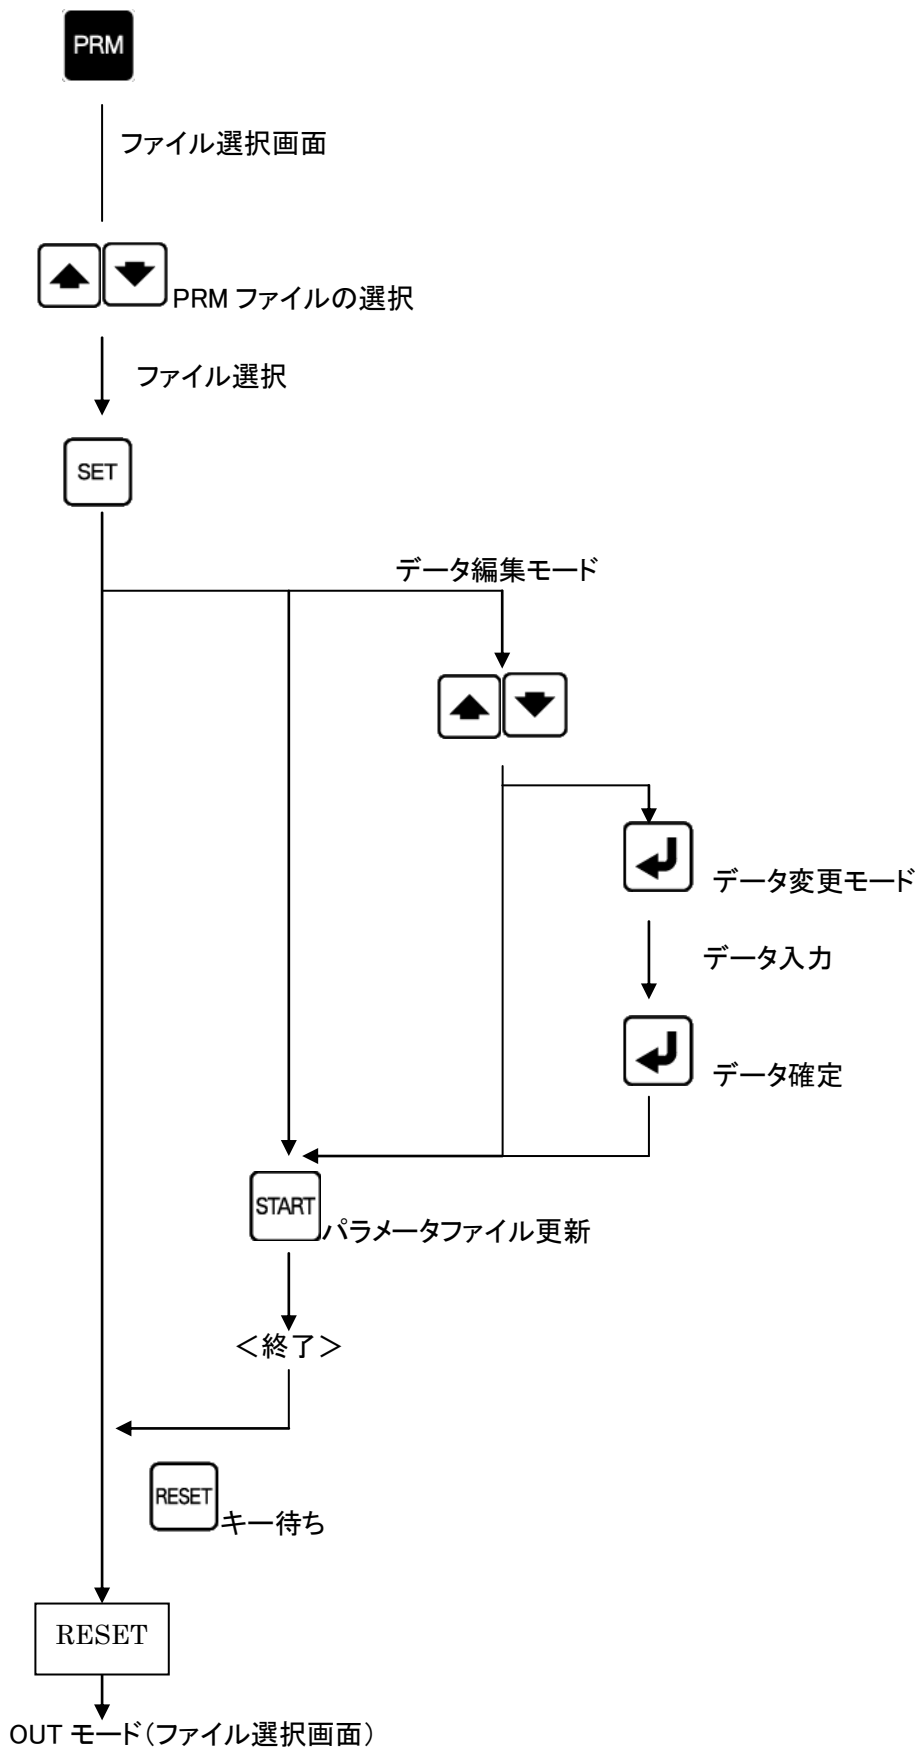 PRM
ファイル選択画面
PRM ファイルの選択
ファイル選択
SET
データ編集モード
データ変更モード
データ入力
データ確定
START
パラメータファイル更新
＜終了＞
RESET
キー待ち
RESET
OUT モード（ファイル選択画面）